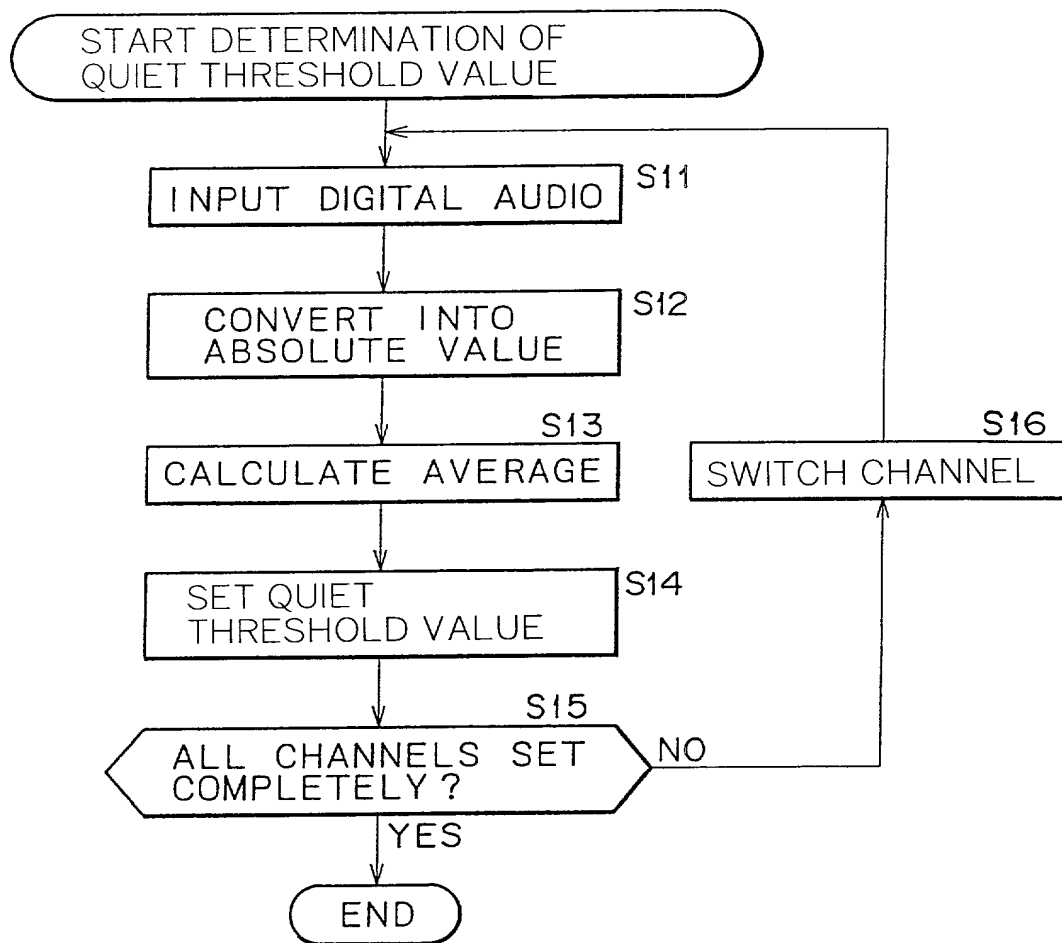 START DETERMINATION OF
QUIET THRESHOLD VALUE
S11
INPUT DIGITAL AUDIO
S12
CONVERT INTO
ABSOLUTE VALUE
S13
CALCULATE AVERAGE
S16
SWITCH CHANNEL
S14
SET QUIET
THRESHOLD VALUE
S15
ALL CHANNELS SET
COMPLETELY?
NO
YES
END